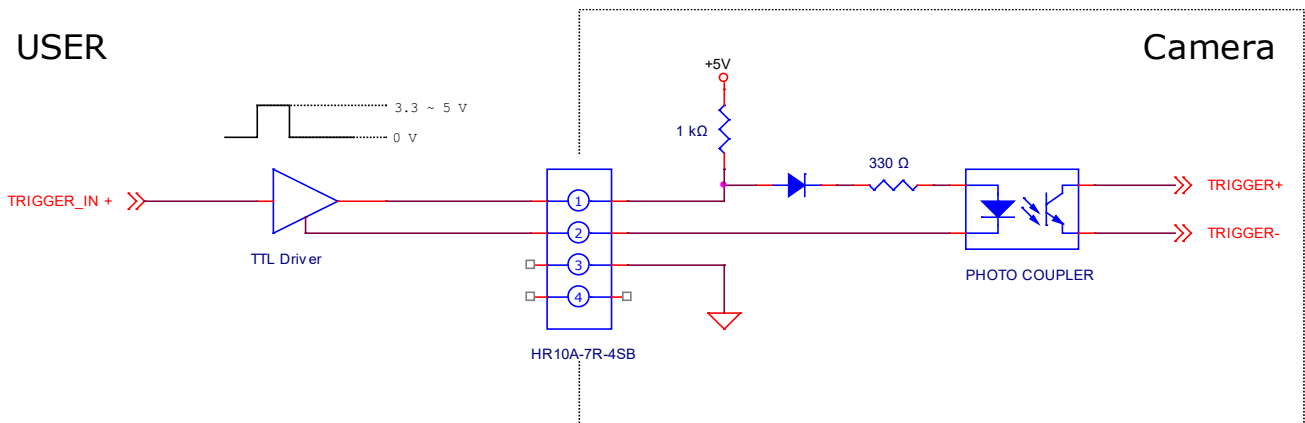 USER
Camera
+5V
3.3 ~ 5 V
1 kΩ
0 V
330 Ω
TRIGGER_IN +
1
TRIGGER+
2
TRIGGER-
TTL Driver
3
PHOTO COUPLER
4
HR10A-7R-4SB